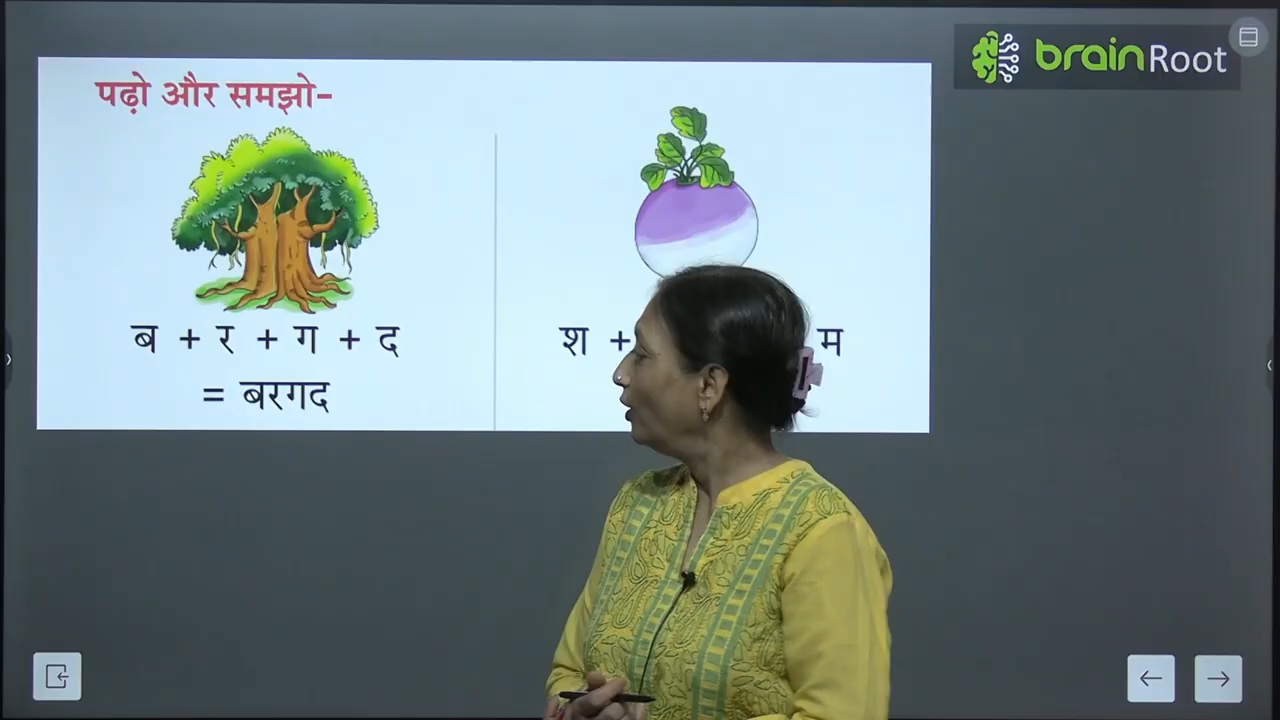 brainRoot
पढ़ो और समझो-
ब + र + ग + द
= बरगद
श +
म